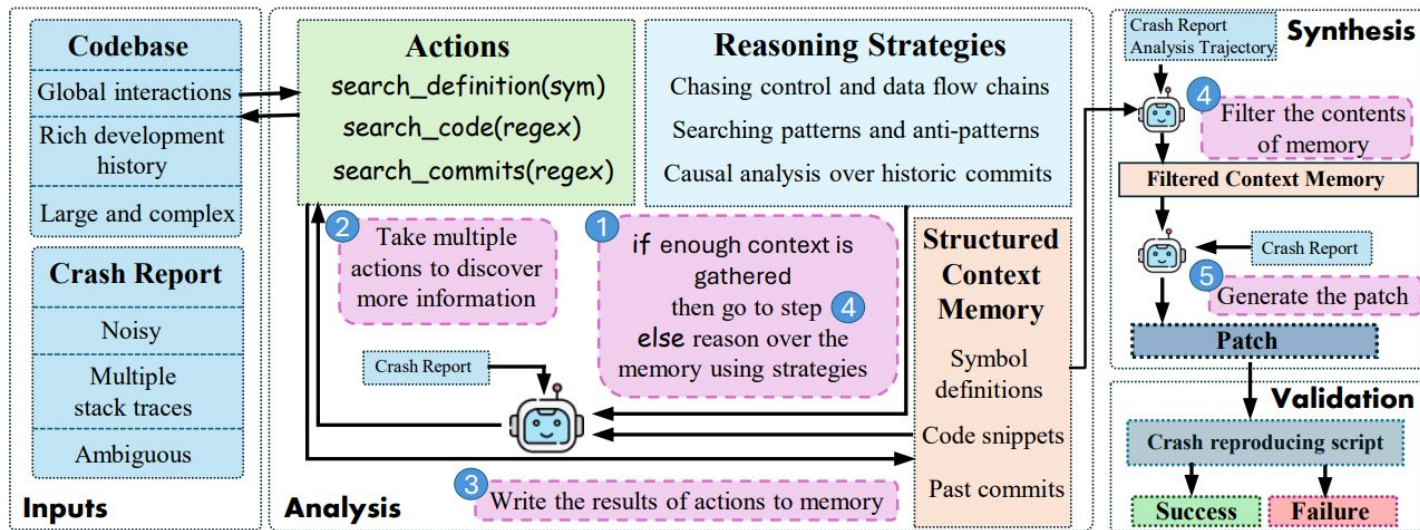 Codebase
Global interactions
Rich development
history
Large and complex
Crash Report
Noisy
Multiple
stack traces
Ambiguous
Inputs
Actions
search_definition(sym)
search_code(regex)
search_commits(regex)
Reasoning Strategies
Chasing control and data flow chains
Searching patterns and anti-patterns
Causal analysis over historic commits
2
Take multiple
actions to discover
more information
1
if enough context is
gathered
then go to step 4
else reason over the
memory using strategies
Structured
Context
Memory
Symbol
definitions
Code snippets
Past commits
Crash Report
3
Write the results of actions to memory
Analysis
Crash Report
Analysis Trajectory
Synthesis
4
Filter the contents
of memory
Filtered Context Memory
Crash Report
5
Generate the patch
Patch
Validation
Crash reproducing script
Success
Failure